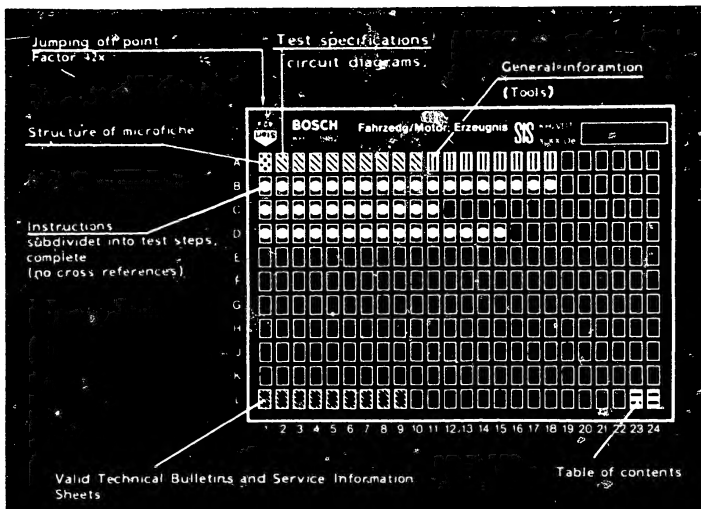 Jumping off point
Factor 42x
Test specifications
circuit diagrams.
General inforamtion
(Tools)
Structure of microfiche
Start
42x
BOSCH
Fahrzeug/Motor Erzeugnis
SIS
A
B
C
D
E
F
G
H
J
K
L
Instructions
subdividet into test steps,
complete
(no cross references)
1 2 3 4 5 6 7 8 9 10 11 12 13 14 15 16 17 18 19 20 21 22 23 24
Valid Technical Bulletins and Service Information
Sheets
Table of contents